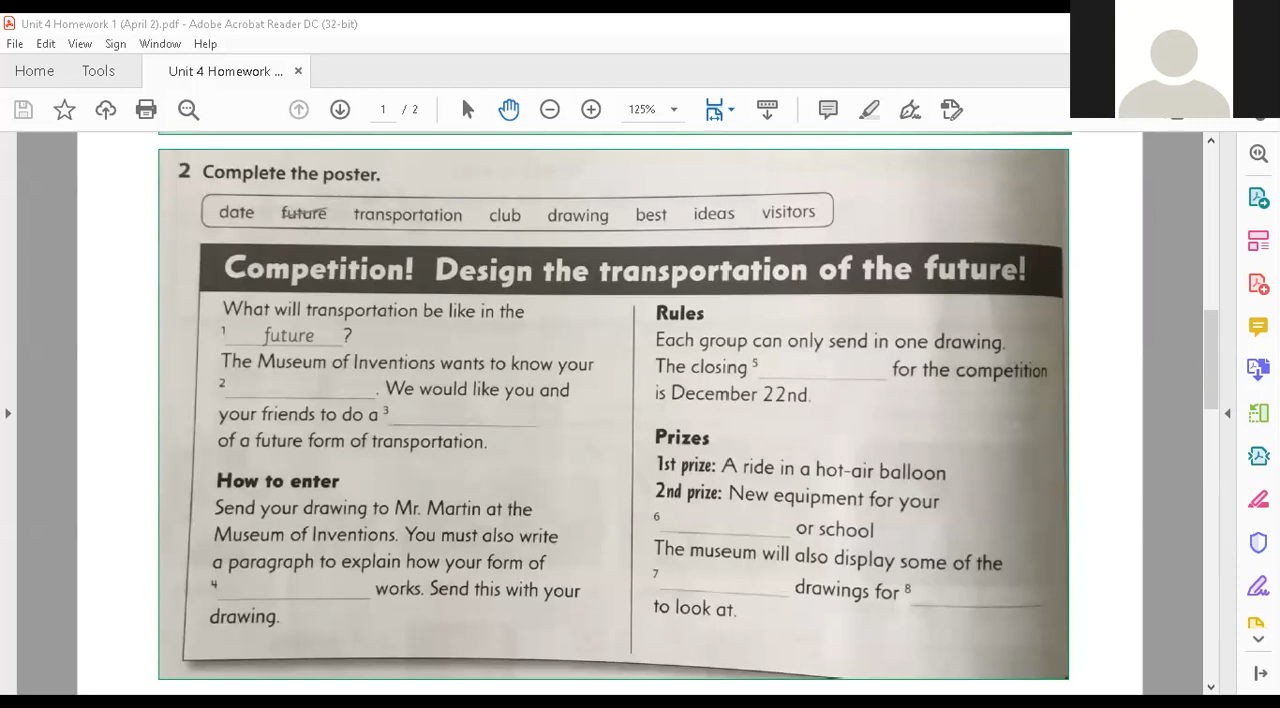 Unit 4 Homework 1 (April 2).pdf - Adobe Acrobat Reader DC (32-bit)
File Edit View Sign Window Help
Home Tools Unit 4 Homework ... ×
1 / 2 125%
2 Complete the poster.
date future transportation club drawing best ideas visitors
Competition! Design the transportation of the future!
What will transportation be like in the
1 future ?
The Museum of Inventions wants to know your
2 ____________. We would like you and
your friends to do a 3 ____________
of a future form of transportation.
How to enter
Send your drawing to Mr. Martin at the
Museum of Inventions. You must also write
a paragraph to explain how your form of
4 ____________ works. Send this with your
drawing.
Rules
Each group can only send in one drawing.
The closing 5 ____________ for the competition
is December 22nd.
Prizes
1st prize: A ride in a hot-air balloon
2nd prize: New equipment for your
6 ____________ or school
The museum will also display some of the
7 ____________ drawings for 8 ____________
to look at.